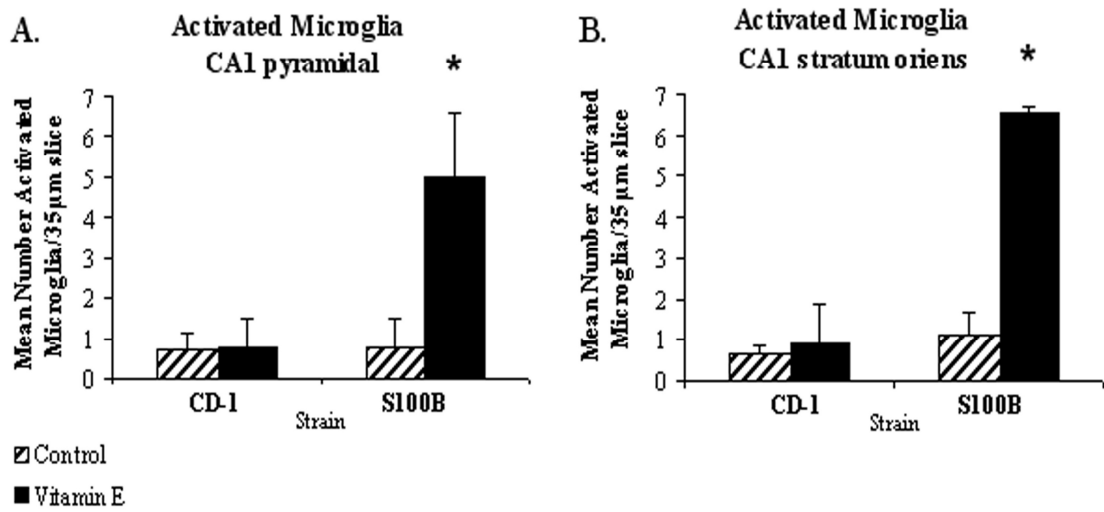 A.
Activated Microglia
CA1 pyramidal
*
Mean Number Activated
Microglia/35µm slice
7
6
5
4
3
2
1
0
CD-1
S100B
Strain
B.
Activated Microglia
CA1 stratum oriens
*
Mean Number Activated
Microglia/35µm slice
7
6
5
4
3
2
1
0
CD-1
S100B
Strain
Control
Vitamin E